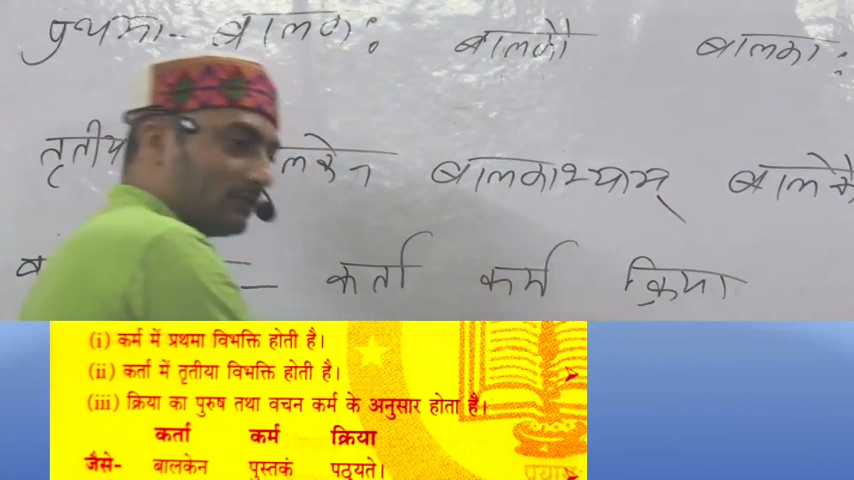 प्रथमा-- बालकः बालकौ बालकाः
तृतीया बालकेन बालकाभ्याम्
कर्ता कर्म क्रिया
(i) कर्म में प्रथमा विभक्ति होती है।
(ii) कर्ता में तृतीया विभक्ति होती है।
(iii) क्रिया का पुरुष तथा वचन कर्म के अनुसार होता है।
कर्ता कर्म क्रिया
जैसे- बालकेन पुस्तकं पठ्यते।